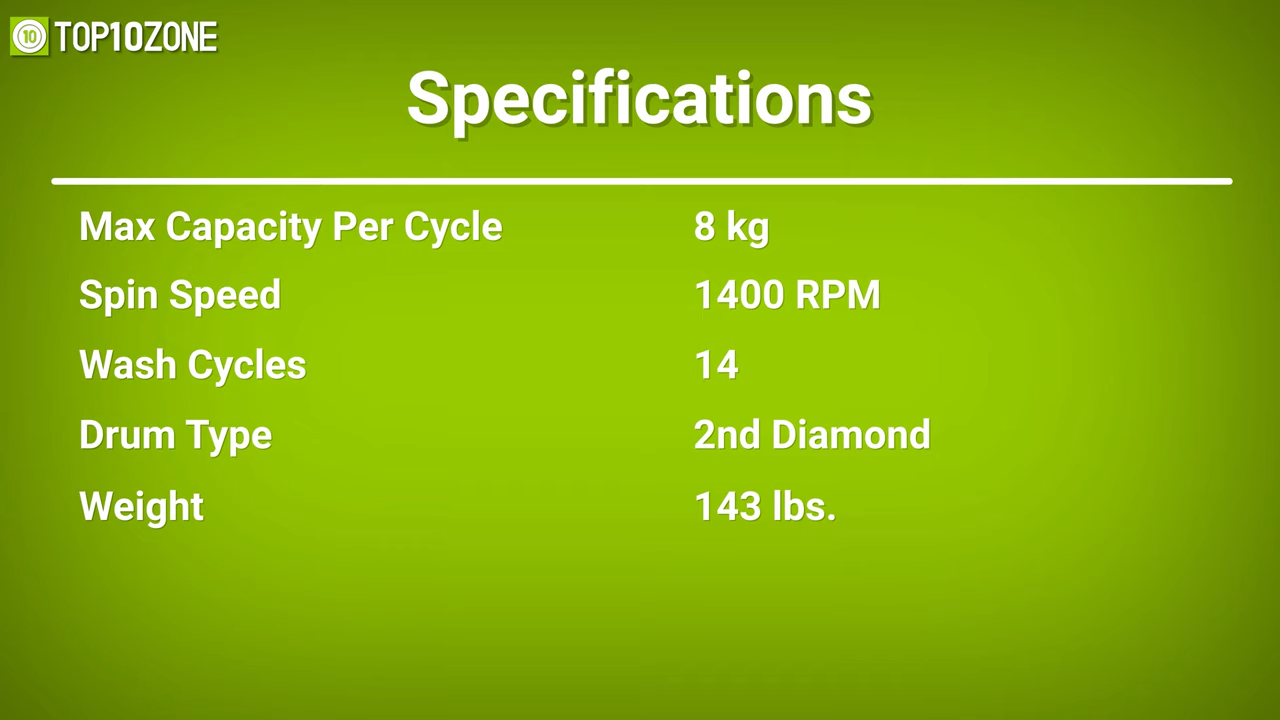 10 TOP10ZONE
Specifications
Max Capacity Per Cycle 8 kg
Spin Speed 1400 RPM
Wash Cycles 14
Drum Type 2nd Diamond
Weight 143 lbs.